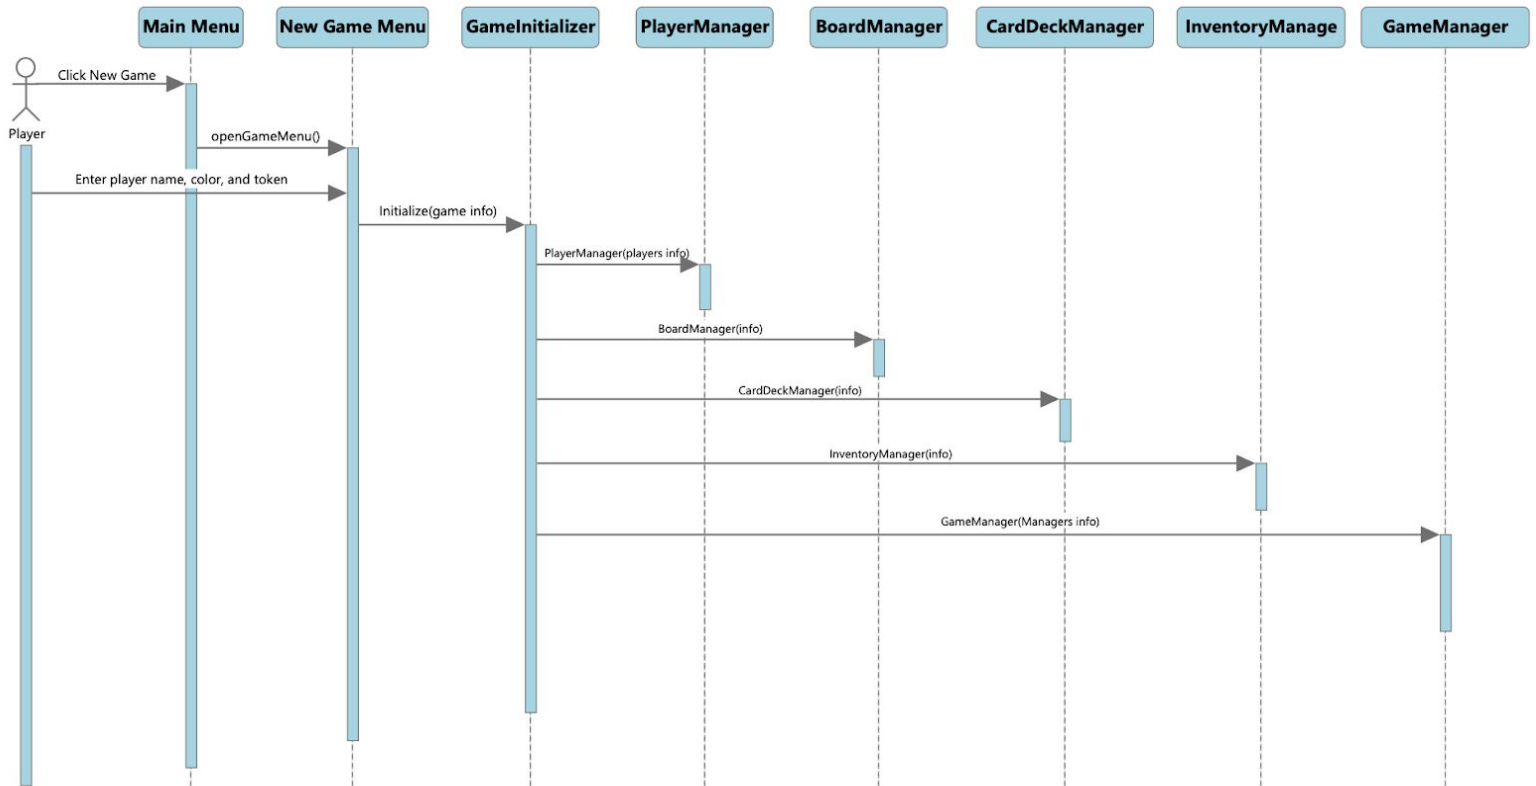 Main Menu
New Game Menu
GameInitializer
PlayerManager
BoardManager
CardDeckManager
InventoryManage
GameManager
Click New Game
Player
openGameMenu()
Enter player name, color, and token
Initialize(game info)
PlayerManager(players info)
BoardManager(info)
CardDeckManager(info)
InventoryManager(info)
GameManager(Managers info)